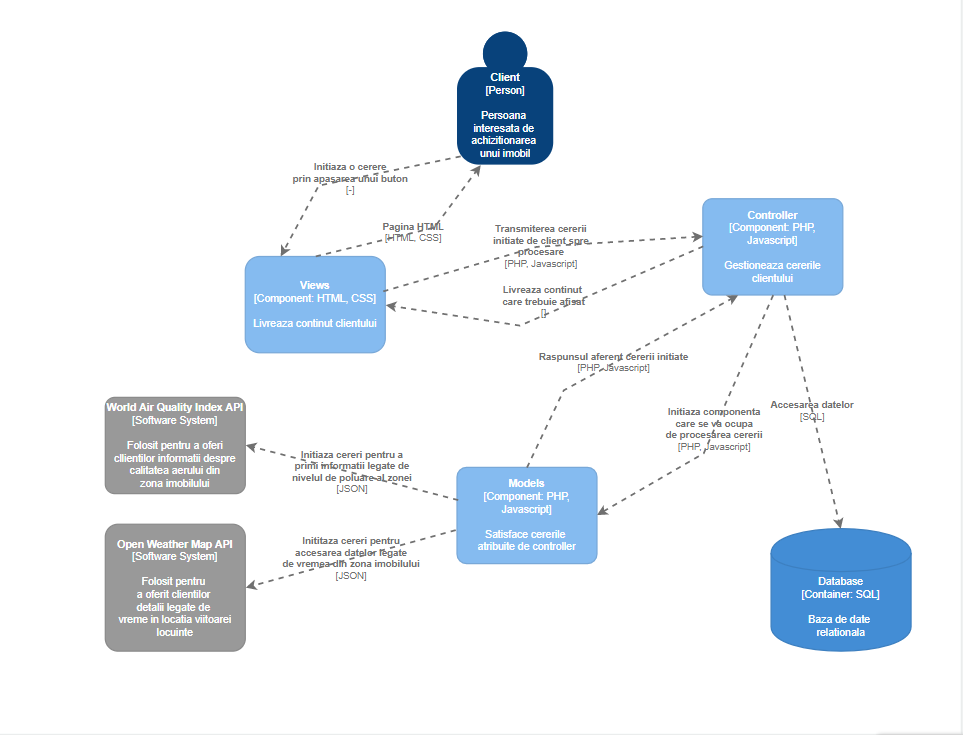 Client
[Person]
Persoana
interesata de
achizitionarea
unui imobil
Initiaza o cerere
prin apasarea unui buton
[-]
Pagina HTML
[HTML, CSS]
Transmiterea cererii
initiate de client spre
procesare
[PHP, Javascript]
Controller
[Component: PHP,
Javascript]
Gestioneaza cererile
clientului
Views
[Component: HTML, CSS]
Livreaza continut clientului
Livreaza continut
care trebuie afisat
[]
Raspunsul aferent cererii initiate
[PHP, Javascript]
Initiaza componenta
care se va ocupa
de procesarea cererii
[PHP, Javascript]
Accesarea datelor
[SQL]
World Air Quality Index API
[Software System]
Folosit pentru a oferi
cllientilor informatii despre
calitatea aerului din
zona imobilului
Initiaza cereri pentru a
primi informatii legate de
nivelul de poluare al zonei
[JSON]
Models
[Component: PHP,
Javascript]
Satisface cererile
atribuite de controller
Open Weather Map API
[Software System]
Folosit pentru
a oferit clientilor
detalii legate de
vreme in locatia viitoarei
locuinte
Inititaza cereri pentru
accesarea datelor legate
de vremea din zona imobilului
[JSON]
Database
[Container: SQL]
Baza de date
relationala